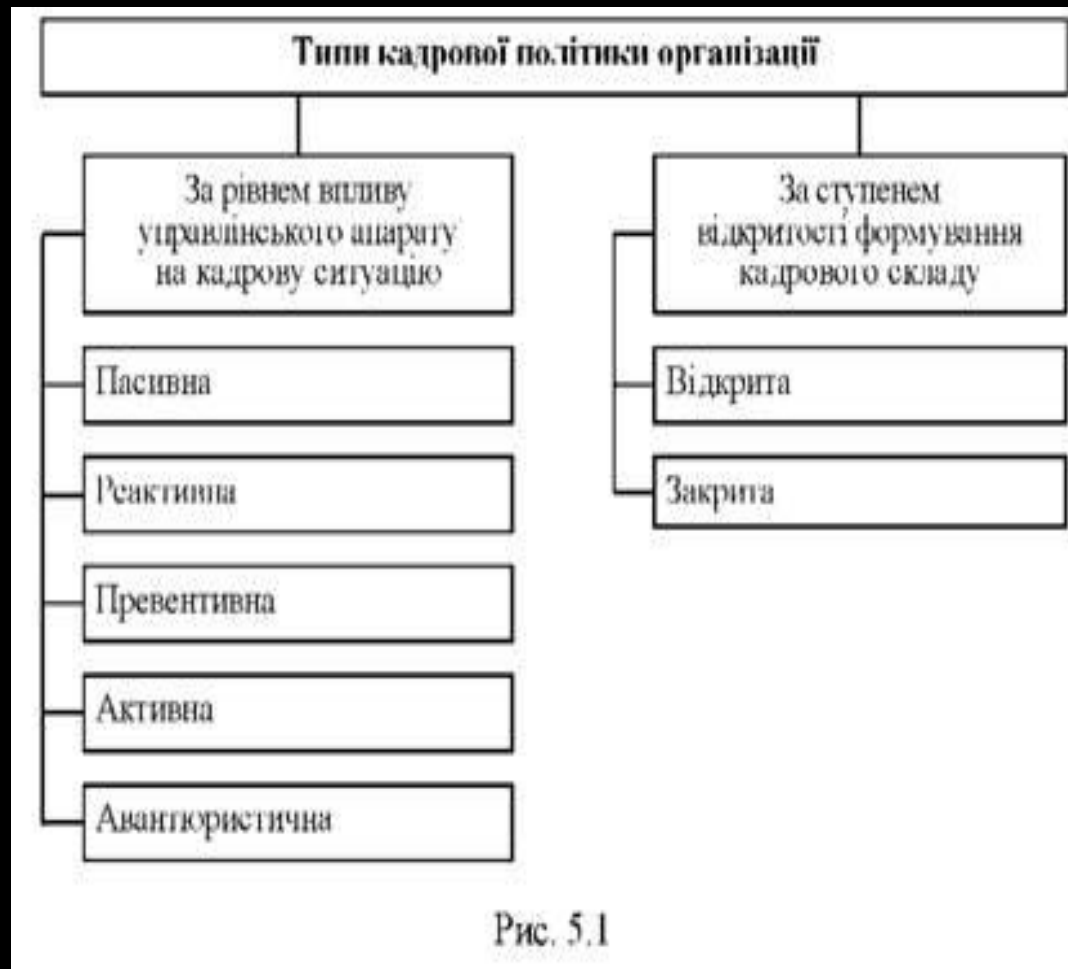 Типи кадрової політики організації
За рівнем впливу
управлінського апарату
на кадрову ситуацію
Пасивна
Реактивна
Превентивна
Активна
Авантюристична
За ступенем
відкритості формування
кадрового складу
Відкрита
Закрита
Рис. 5.1